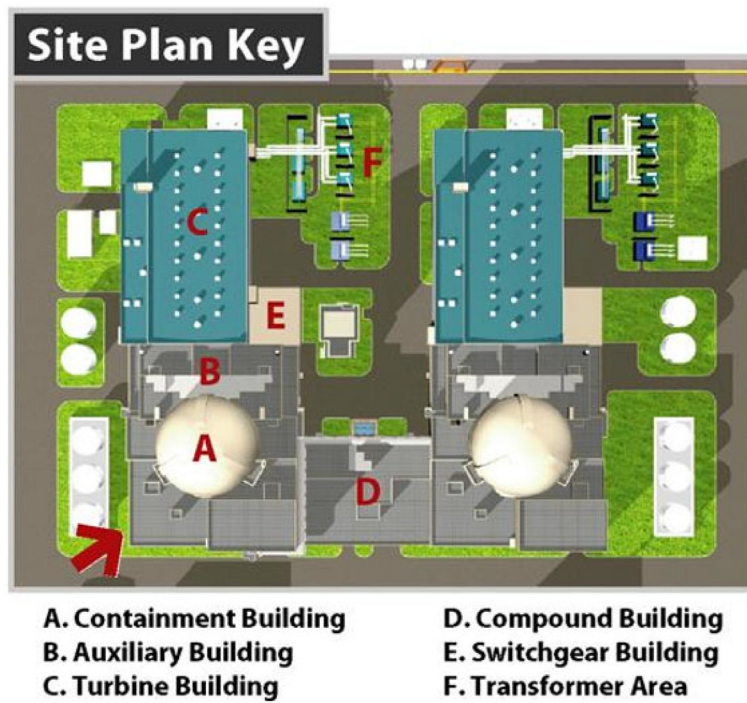 Site Plan Key
F
C
E
B
A
D
A. Containment Building
B. Auxiliary Building
C. Turbine Building
D. Compound Building
E. Switchgear Building
F. Transformer Area